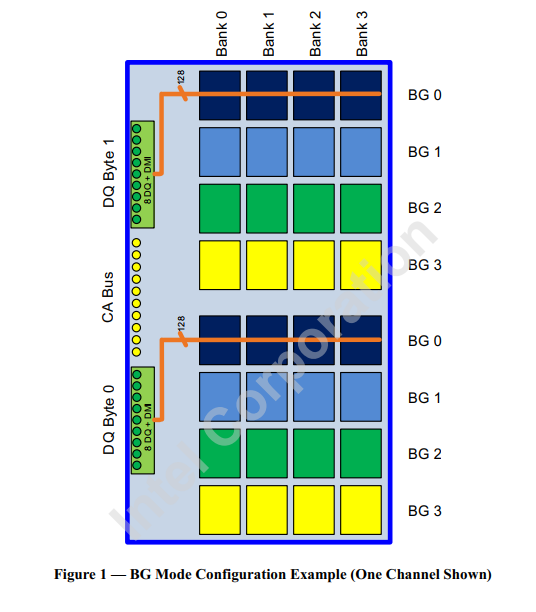 Bank 0
Bank 1
Bank 2
Bank 3
128
BG 0
DQ Byte 1
8 DQ + DMI
BG 1
BG 2
BG 3
CA Bus
128
BG 0
DQ Byte 0
8 DQ + DMI
BG 1
BG 2
BG 3
Intel Corporation
Figure 1 — BG Mode Configuration Example (One Channel Shown)